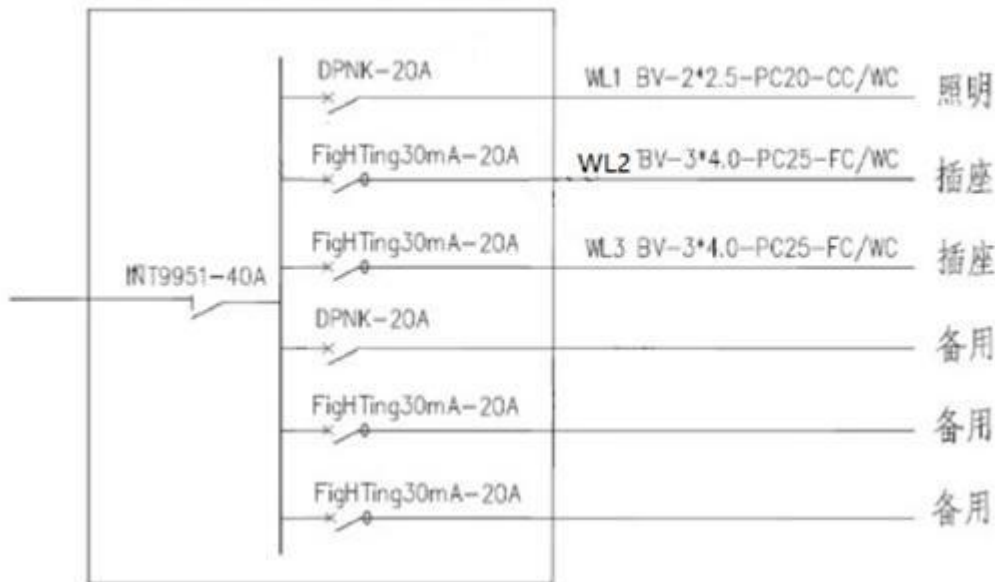 DPNK-20A
WL1 BV-2*2.5-PC20-CC/WC 照明
FigHTing30mA-20A
WL2 BV-3*4.0-PC25-FC/WC 插座
FigHTing30mA-20A
WL3 BV-3*4.0-PC25-FC/WC 插座
INT9951-40A
DPNK-20A
备用
FigHTing30mA-20A
备用
FigHTing30mA-20A
备用